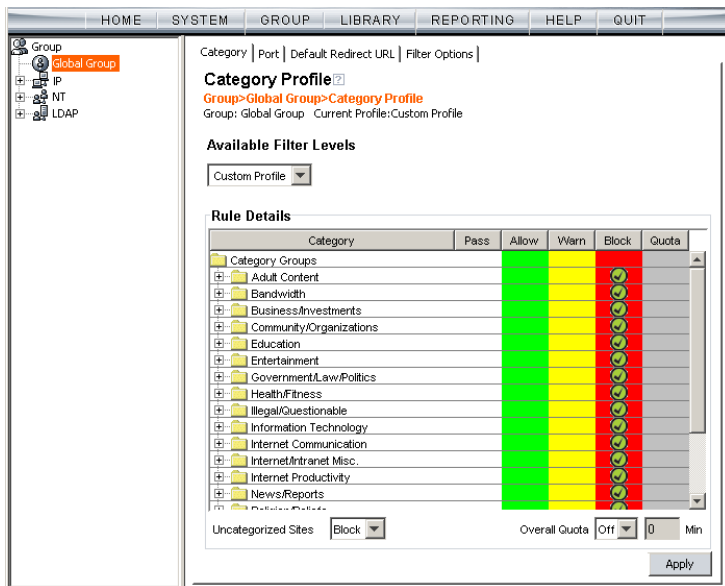 HOME SYSTEM GROUP LIBRARY REPORTING HELP QUIT
Group
Global Group
IP
NT
LDAP
Category Port Default Redirect URL Filter Options
Category Profile ?
Group>Global Group>Category Profile
Group: Global Group Current Profile:Custom Profile
Available Filter Levels
Custom Profile
Rule Details
Category Pass Allow Warn Block Quota
Category Groups
Adult Content
Bandwidth
Business/Investments
Community/Organizations
Education
Entertainment
Government/Law/Politics
Health/Fitness
Illegal/Questionable
Information Technology
Internet Communication
Internet/Intranet Misc.
Internet Productivity
News/Reports
Religion/Beliefs
Uncategorized Sites Block Overall Quota Off 0 Min
Apply